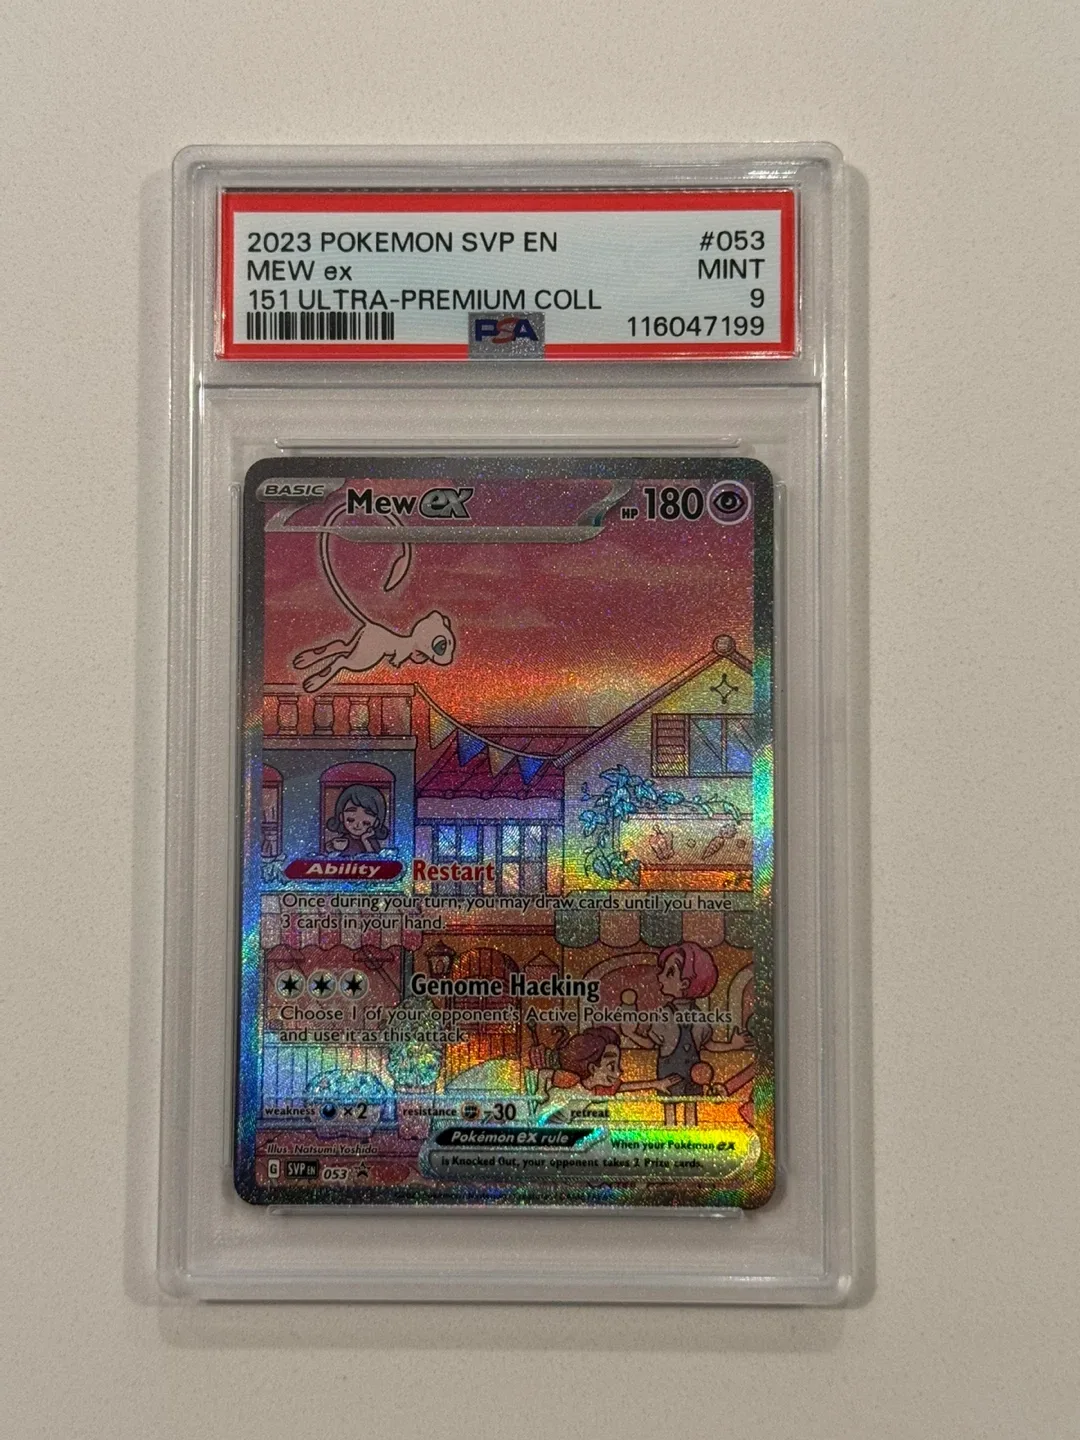 2023 POKEMON SVP EN #053
MEW ex MINT
151 ULTRA-PREMIUM COLL 9
PSA 116047199
BASIC Mew ex HP 180
Ability Restart
Once during your turn, you may draw cards until you have
3 cards in your hand.
Genome Hacking
Choose 1 of your opponent's Active Pokémon's attacks
and use it as this attack.
weakness ×2 resistance -30 retreat
Illus. Natsumi Yoshida
Pokémon ex rule When your Pokémon ex
is Knocked Out, your opponent takes 2 Prize cards.
G SVP EN 053